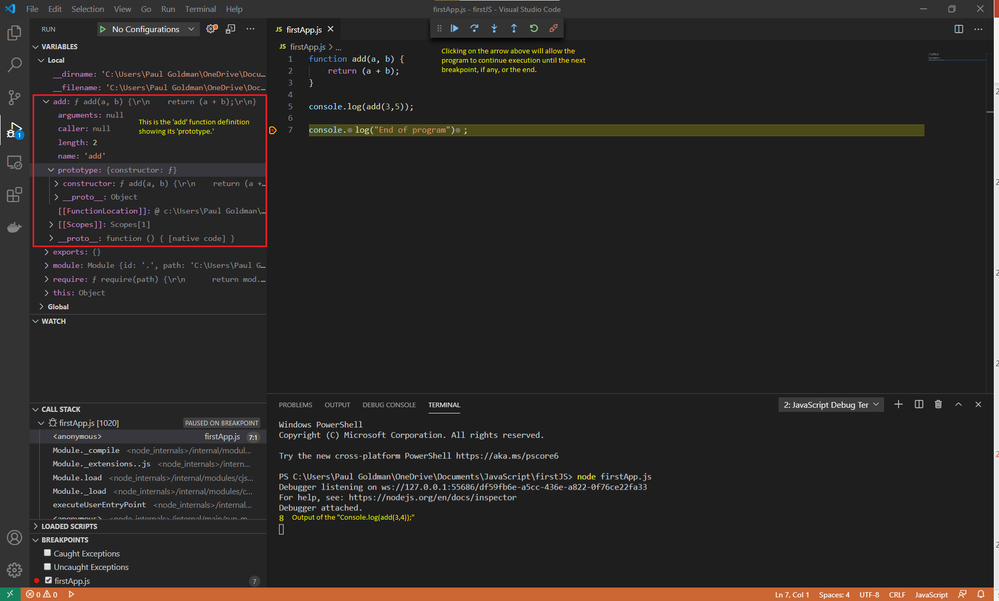 File Edit Selection View Go Run Terminal Help
firstApp.js - firstJS - Visual Studio Code
RUN No Configurations
VARIABLES
Local
__dirname: 'C:\Users\Paul Goldman\OneDrive\Docu...
__filename: 'C:\Users\Paul Goldman\OneDrive\Doc...
add: ƒ add(a, b) {\r\n    return (a + b);\r\n}
arguments: null
caller: null
This is the 'add' function definition
showing its 'prototype.'
length: 2
name: 'add'
prototype: {constructor: ƒ}
constructor: ƒ add(a, b) {\r\n    return (a +...
__proto__: Object
[[FunctionLocation]]: @ c:\Users\Paul Goldman\...
[[Scopes]]: Scopes[1]
__proto__: function () { [native code] }
exports: {}
module: Module {id: '.', path: 'C:\Users\Paul G...
require: ƒ require(path) {\r\n      return mod....
this: Object
Global
WATCH
CALL STACK
firstApp.js [1020] PAUSED ON BREAKPOINT
<anonymous> firstApp.js 7:1
Module._compile <node_internals>/internal/modul...
Module._extensions..js <node_internals>/intern...
Module.load <node_internals>/internal/modules/cjs...
Module._load <node_internals>/internal/modules/c...
executeUserEntryPoint <node_internals>/internal...
<anonymous> <node_internals>/internal/main/run_m...
LOADED SCRIPTS
BREAKPOINTS
Caught Exceptions
Uncaught Exceptions
firstApp.js 7
JS firstApp.js
JS firstApp.js > ...
Clicking on the arrow above will allow the
program to continue execution until the next
breakpoint, if any, or the end.
1 function add(a, b) {
2     return (a + b);
3 }
4
5 console.log(add(3,5));
6
7 console. log("End of program") ;
PROBLEMS OUTPUT DEBUG CONSOLE TERMINAL 2: JavaScript Debug Ter
Windows PowerShell
Copyright (C) Microsoft Corporation. All rights reserved.
Try the new cross-platform PowerShell https://aka.ms/pscore6
PS C:\Users\Paul Goldman\OneDrive\Documents\JavaScript\firstJS> node firstApp.js
Debugger listening on ws://127.0.0.1:55686/df59fb6e-a5cc-436e-a822-0f76ce22fa33
For help, see: https://nodejs.org/en/docs/inspector
Debugger attached.
8 Output of the "Console.log(add(3,4));"
1
0 0 Ln 7, Col 1 Spaces: 4 UTF-8 CRLF JavaScript